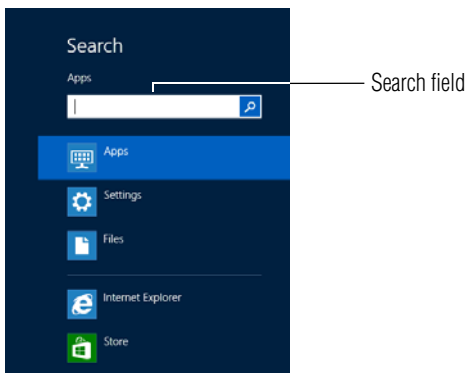 Search
Apps
Search field
Apps
Settings
Files
Internet Explorer
Store